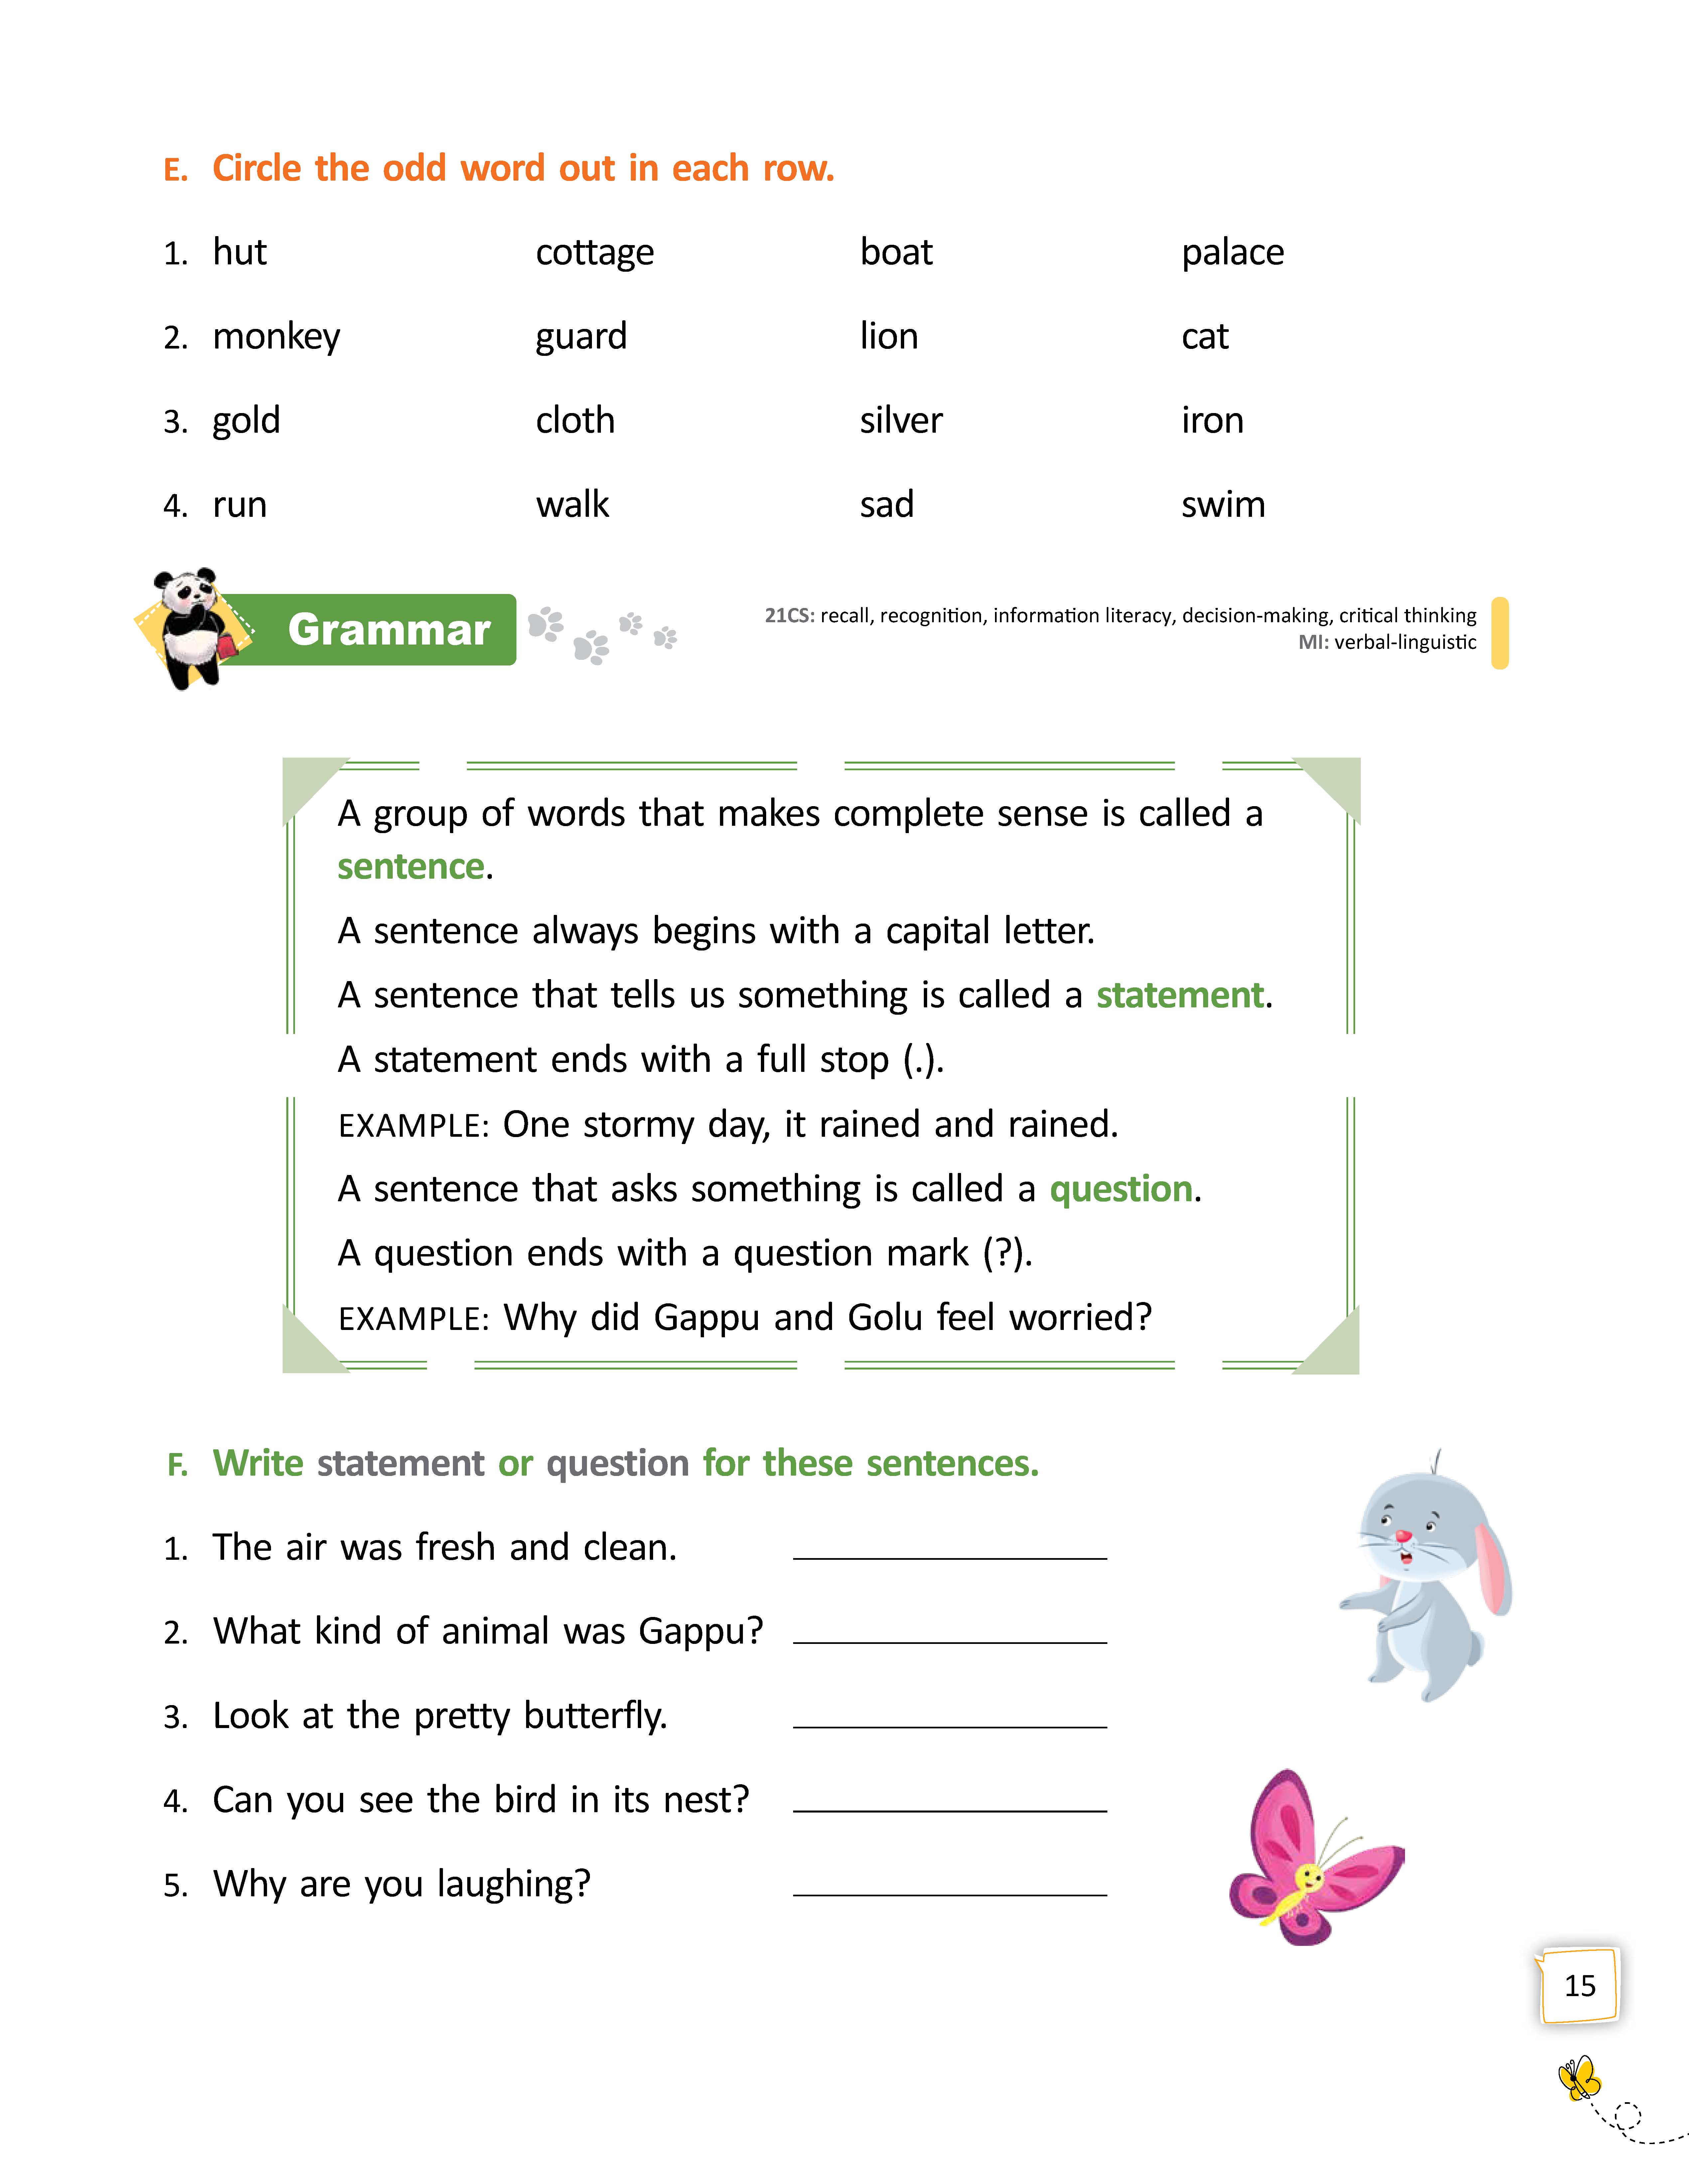 E. Circle the odd word out in each row.
1. hut cottage boat palace
2. monkey guard lion cat
3. gold cloth silver iron
4. run walk sad swim
Grammar
21CS: recall, recognition, information literacy, decision-making, critical thinking
MI: verbal-linguistic
A group of words that makes complete sense is called a
sentence.
A sentence always begins with a capital letter.
A sentence that tells us something is called a statement.
A statement ends with a full stop (.).
EXAMPLE: One stormy day, it rained and rained.
A sentence that asks something is called a question.
A question ends with a question mark (?).
EXAMPLE: Why did Gappu and Golu feel worried?
F. Write statement or question for these sentences.
1. The air was fresh and clean.
2. What kind of animal was Gappu?
3. Look at the pretty butterfly.
4. Can you see the bird in its nest?
5. Why are you laughing?
15